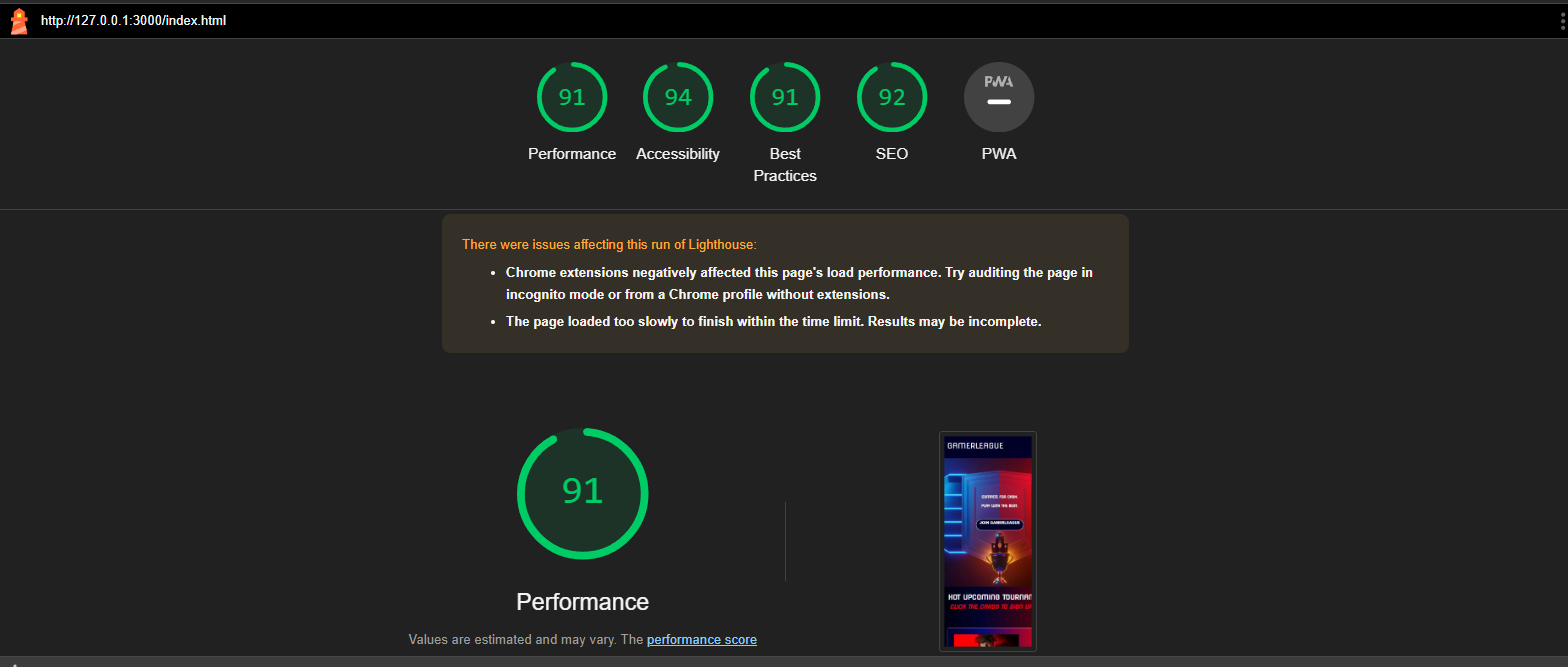 http://127.0.0.1:3000/index.html
91
94
91
92
PWA
Performance
Accessibility
Best
Practices
SEO
PWA
There were issues affecting this run of Lighthouse:
• Chrome extensions negatively affected this page's load performance. Try auditing the page in
incognito mode or from a Chrome profile without extensions.
• The page loaded too slowly to finish within the time limit. Results may be incomplete.
91
Performance
Values are estimated and may vary. The performance score
GAMERLEAGUE
COMPETE FOR CASH.
PLAY WITH THE BEST.
JOIN GAMERLEAGUE
HOT UPCOMING TOURNAM
CLICK THE CARDS TO SIGN UP